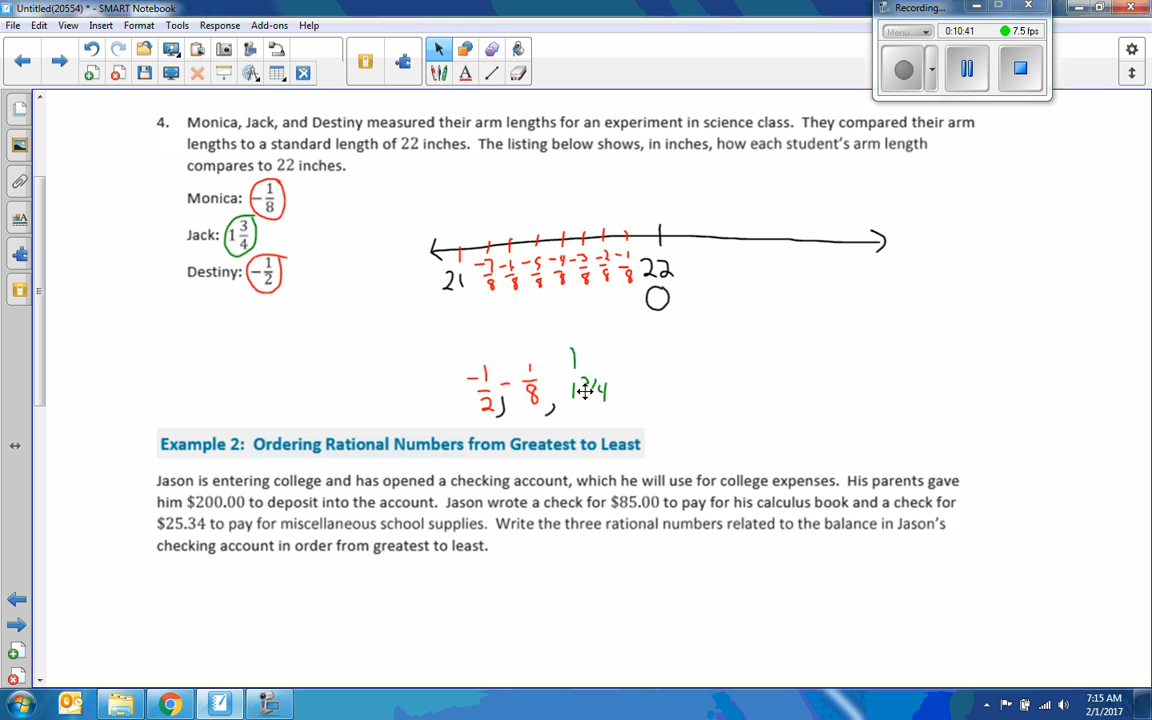 Untitled(20554) * - SMART Notebook
File Edit View Insert Format Tools Response Add-ons Help
Recording...
Menu 0:10:41 7.5 fps
4. Monica, Jack, and Destiny measured their arm lengths for an experiment in science class. They compared their arm
lengths to a standard length of 22 inches. The listing below shows, in inches, how each student's arm length
compares to 22 inches.
Monica: -1/8
Jack: 1 3/4
Destiny: -1/2
21 -7/8 -6/8 -5/8 -4/8 -3/8 -2/8 -1/8 22
0
1
-1/2, -1/8, 1 3/4
Example 2: Ordering Rational Numbers from Greatest to Least
Jason is entering college and has opened a checking account, which he will use for college expenses. His parents gave
him $200.00 to deposit into the account. Jason wrote a check for $85.00 to pay for his calculus book and a check for
$25.34 to pay for miscellaneous school supplies. Write the three rational numbers related to the balance in Jason's
checking account in order from greatest to least.
7:15 AM
2/1/2017